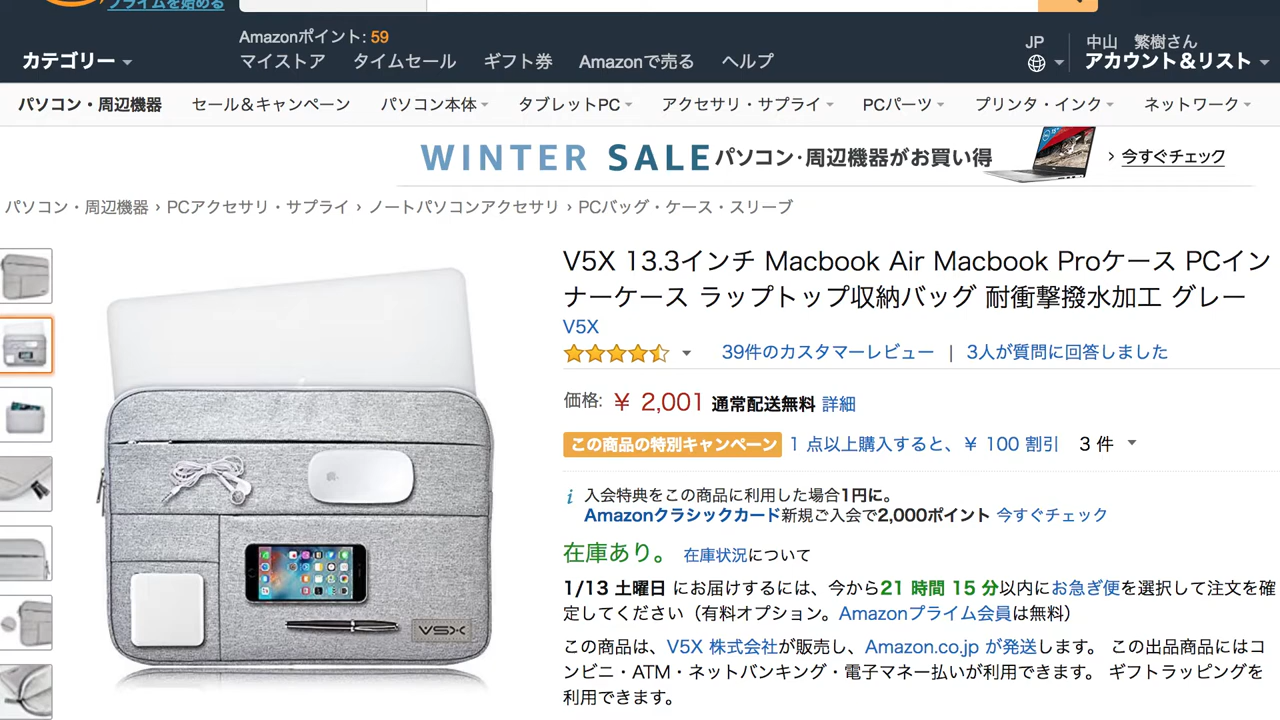 プライムを始める
Amazonポイント: 59
カテゴリー
マイストア タイムセール ギフト券 Amazonで売る ヘルプ
JP
中山 繁樹さん
アカウント＆リスト
パソコン・周辺機器 セール＆キャンペーン パソコン本体 タブレットPC アクセサリ・サプライ PCパーツ プリンタ・インク ネットワーク
WINTER SALE パソコン・周辺機器がお買い得 › 今すぐチェック
パソコン・周辺機器 › PCアクセサリ・サプライ › ノートパソコンアクセサリ › PCバッグ・ケース・スリーブ
V5X 13.3インチ Macbook Air Macbook Proケース PCイン
ナーケース ラップトップ収納バッグ 耐衝撃撥水加工 グレー
V5X
39件のカスタマーレビュー | 3人が質問に回答しました
価格: ￥ 2,001 通常配送無料 詳細
この商品の特別キャンペーン 1 点以上購入すると、￥ 100 割引 3 件
i 入会特典をこの商品に利用した場合1円に。
Amazonクラシックカード新規ご入会で2,000ポイント 今すぐチェック
在庫あり。 在庫状況について
1/13 土曜日 にお届けするには、今から21 時間 15 分以内にお急ぎ便を選択して注文を確
定してください（有料オプション。Amazonプライム会員は無料）
この商品は、V5X 株式会社が販売し、Amazon.co.jp が発送します。 この出品商品にはコ
ンビニ・ATM・ネットバンキング・電子マネー払いが利用できます。 ギフトラッピングを
利用できます。
V5X